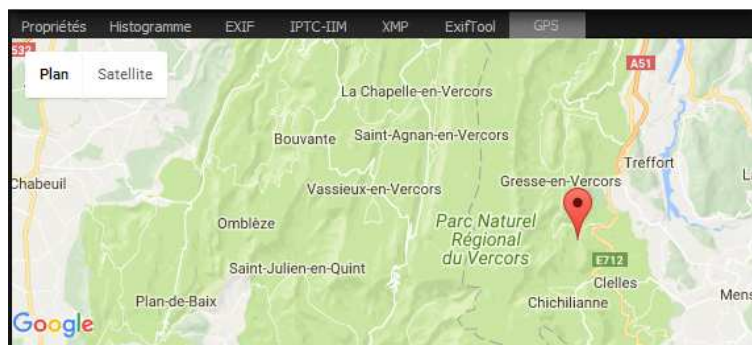 Propriétés Histogramme EXIF IPTC-IIM XMP ExifTool GPS
532
A51
Plan Satellite
La Chapelle-en-Vercors
Bouvante Saint-Agnan-en-Vercors
Treffort
Chabeuil
Vassieux-en-Vercors
Gresse-en-Vercors
Omblèze
Parc Naturel
Régional
du Vercors
E712
Saint-Julien-en-Quint
Clelles
Plan-de-Baix
Chichilianne
Mens
Google